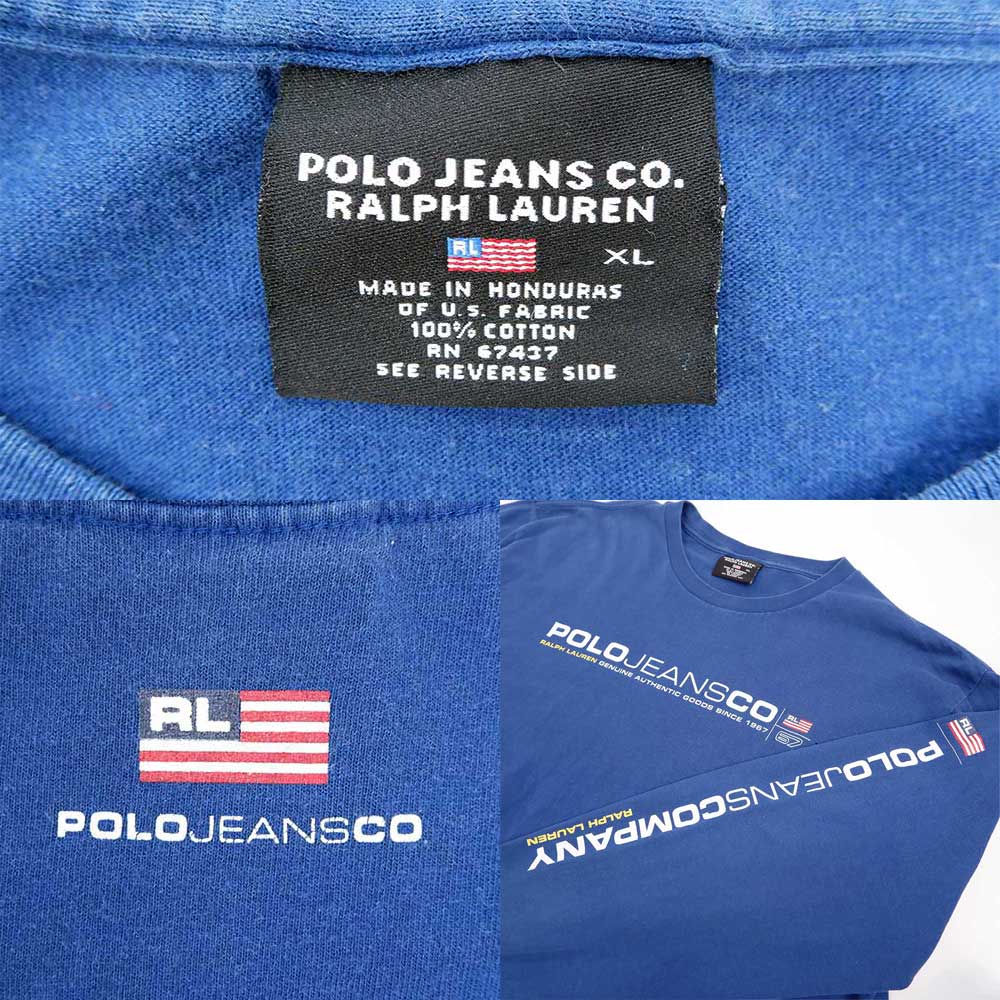 POLO JEANS CO.
RALPH LAUREN
RL XL
MADE IN HONDURAS
OF U.S. FABRIC
100% COTTON
RN 67437
SEE REVERSE SIDE
RL
POLOJEANSCO
POLOJEANSCO
RALPH LAUREN GENUINE AUTHENTIC GOODS SINCE 1967
RL
67
RL
POLOJEANSCOMPANY
RALPH LAUREN